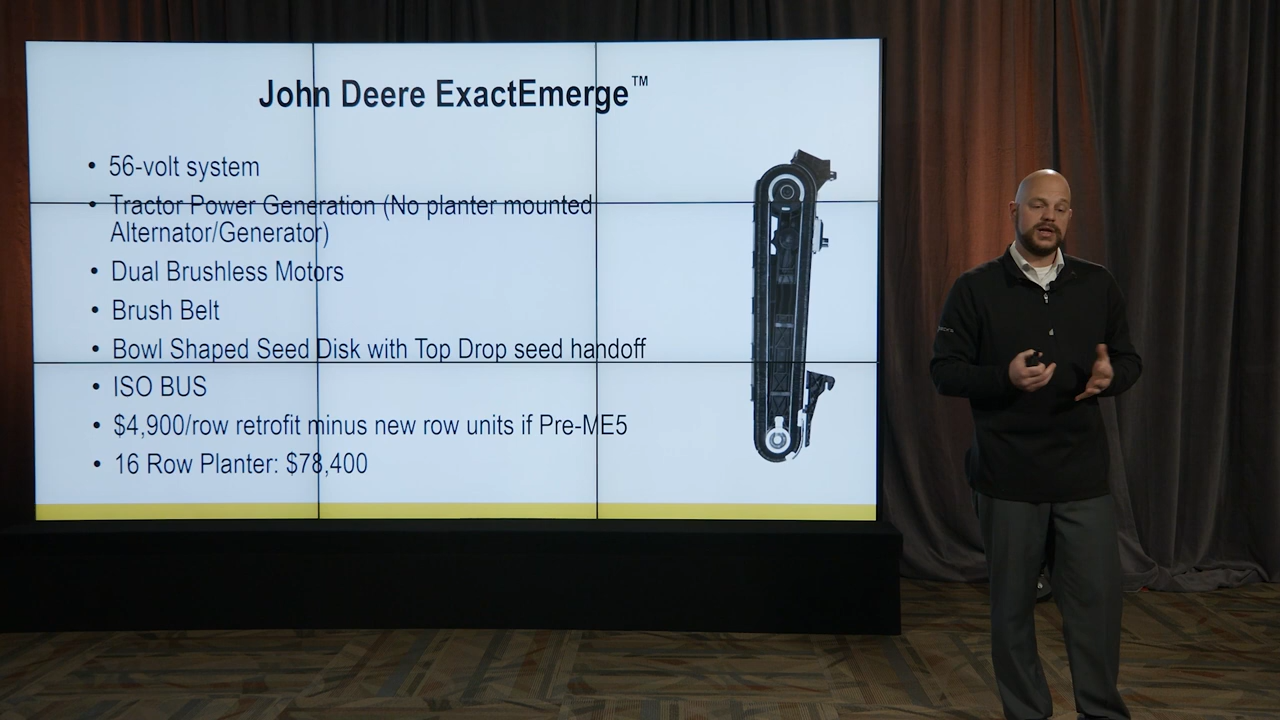 John Deere ExactEmerge™
• 56-volt system
• Tractor Power Generation (No planter mounted
Alternator/Generator)
• Dual Brushless Motors
• Brush Belt
• Bowl Shaped Seed Disk with Top Drop seed handoff
• ISO BUS
• $4,900/row retrofit minus new row units if Pre-ME5
• 16 Row Planter: $78,400